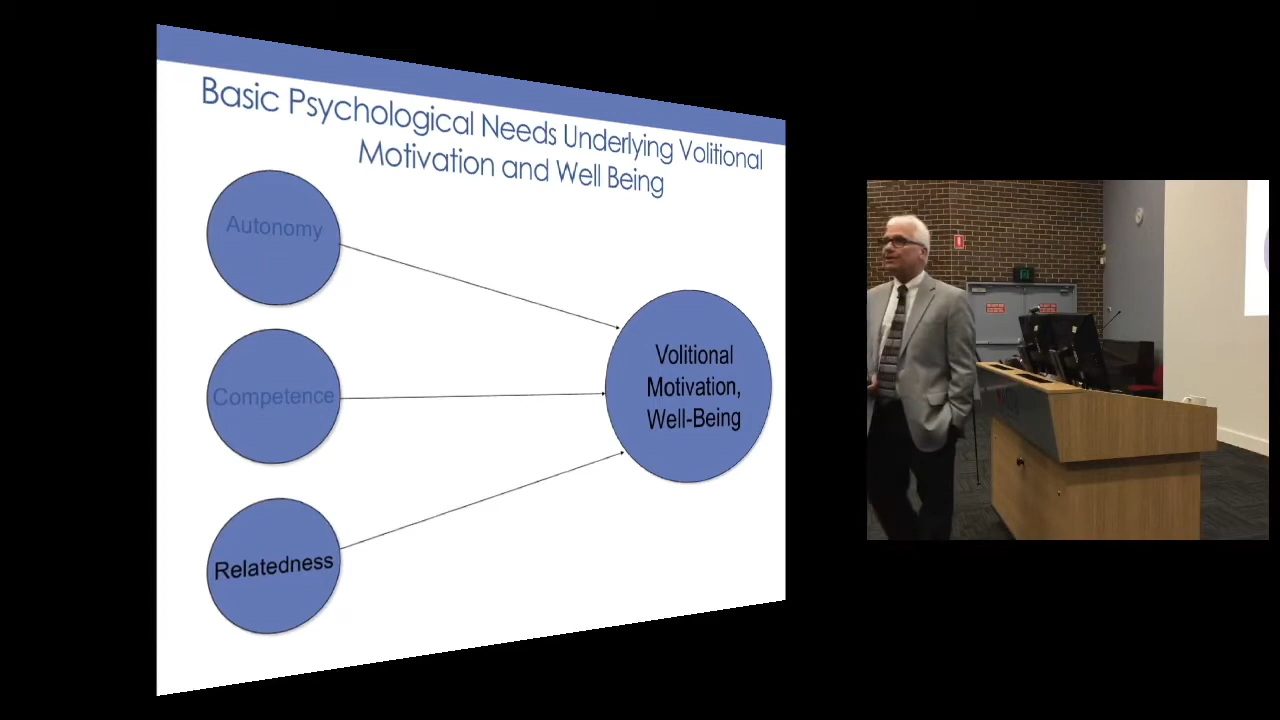 Basic Psychological Needs Underlying Volitional
Motivation and Well Being
Autonomy
Competence
Relatedness
Volitional
Motivation,
Well-Being